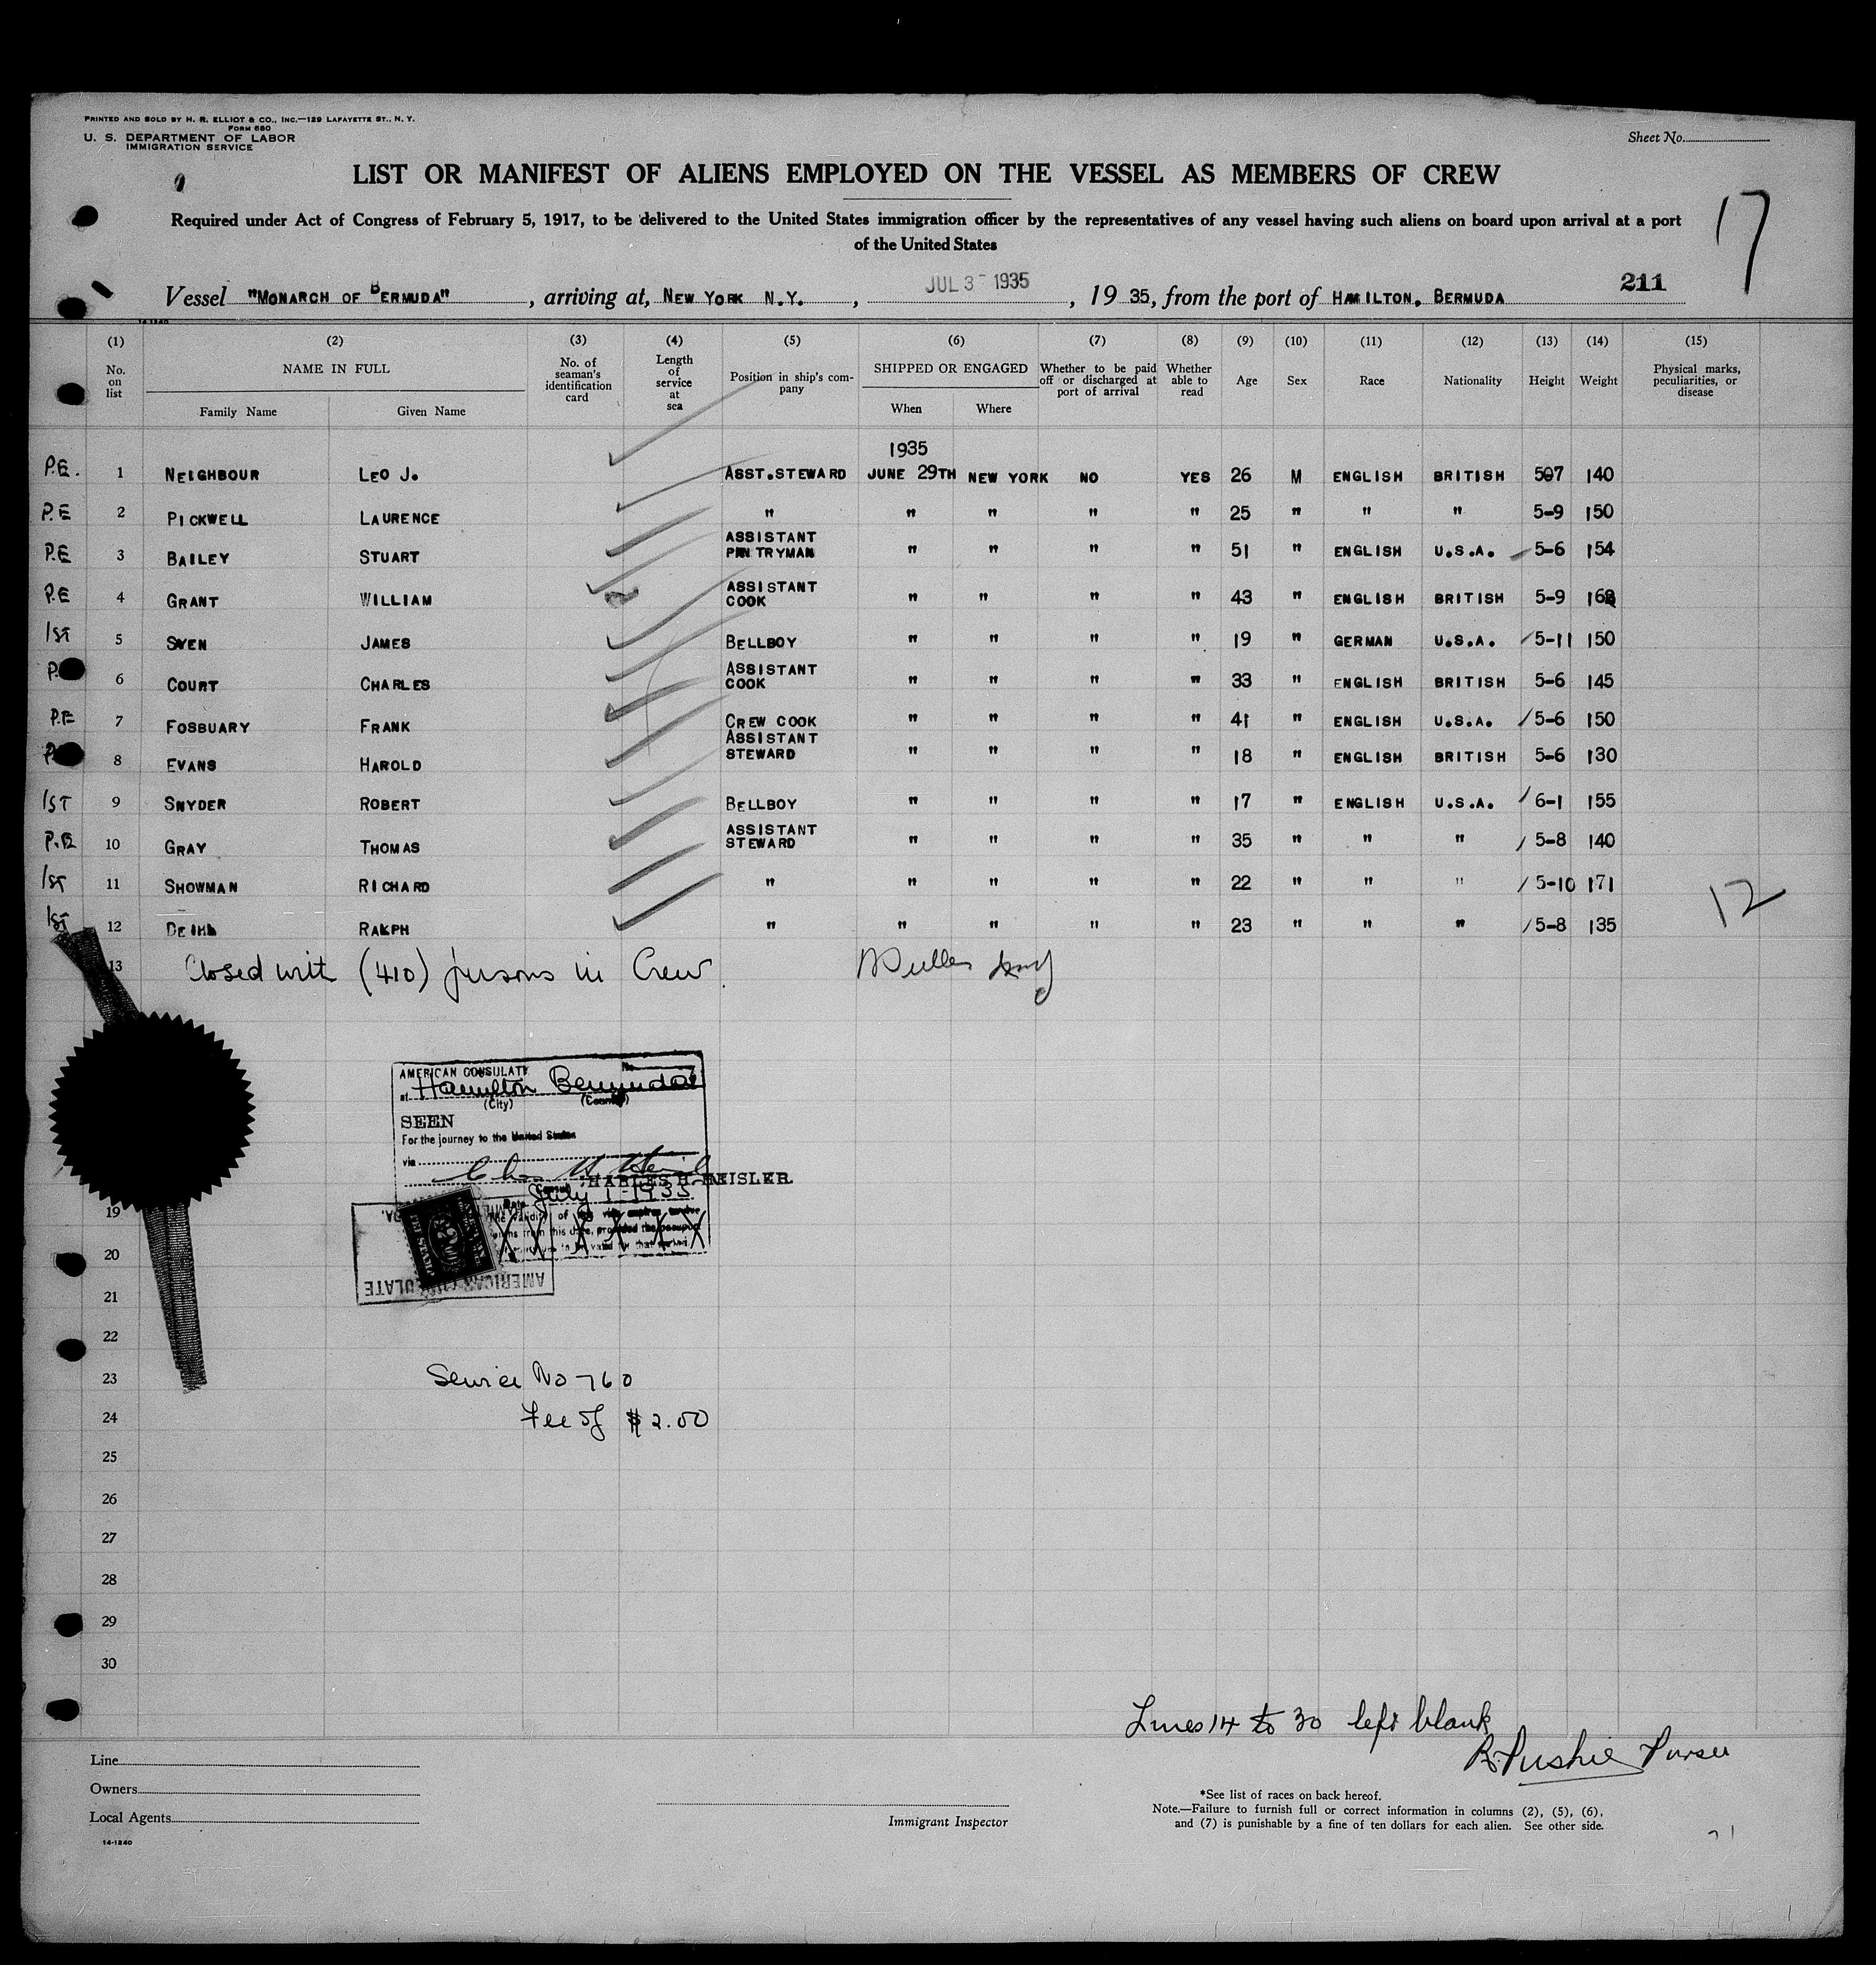 PRINTED AND SOLD BY H. R. ELLIOT & CO., INC.—129 LAFAYETTE ST., N. Y.
FORM 680
U. S. DEPARTMENT OF LABOR
IMMIGRATION SERVICE
Sheet No.
LIST OR MANIFEST OF ALIENS EMPLOYED ON THE VESSEL AS MEMBERS OF CREW
17
Required under Act of Congress of February 5, 1917, to be delivered to the United States immigration officer by the representatives of any vessel having such aliens on board upon arrival at a port
of the United States
211
Vessel "MONARCH OF BERMUDA", arriving at, NEW YORK N.Y., JUL 3 - 1935, 19 35, from the port of HAMILTON, BERMUDA
14-1240
(1) (2) (3) (4) (5) (6) (7) (8) (9) (10) (11) (12) (13) (14) (15)
No. on list NAME IN FULL No. of seaman's identification card Length of service at sea Position in ship's company SHIPPED OR ENGAGED Whether to be paid off or discharged at port of arrival Whether able to read Age Sex Race Nationality Height Weight Physical marks, peculiarities, or disease
Family Name Given Name When Where
1935
P.E. 1 NEIGHBOUR LEO J. ASST.STEWARD JUNE 29TH NEW YORK NO YES 26 M ENGLISH BRITISH 507 140
P.E 2 PICKWELL LAURENCE " " " " " 25 " " " 5-9 150
P.E 3 BAILEY STUART ASSISTANT PANTRYMAN " " " " 51 " ENGLISH U.S.A. 5-6 154
P.E 4 GRANT WILLIAM ASSISTANT COOK " " " " 43 " ENGLISH BRITISH 5-9
1ST 5 JAMES BELLBOY " " " " 19 " GERMAN U.S.A. 5-11 150
P. 6 COURT CHARLES ASSISTANT COOK " " " " 33 " ENGLISH BRITISH 5-6 145
P.E 7 FOSBUARY FRANK CREW COOK " " " " 41 " ENGLISH U.S.A. 5-6 150
8 EVANS HAROLD ASSISTANT STEWARD " " " " 18 " ENGLISH BRITISH 5-6 130
1ST 9 SNYDER ROBERT BELLBOY " " " " 17 " ENGLISH U.S.A. 6-1 155
P.E. 10 GRAY THOMAS ASSISTANT STEWARD " " " " 35 " " " 5-8 140
1ST 11 SHOWMAN RICHARD " " " " " 22 " " " 5-10 171
12
1ST 12 DEIHL RALPH " " " " " 23 " " " 5-8 135
13 Closed with (410) persons in Crew.
AMERICAN CONSULATE No.
at Hamilton Bermuda
(City) (Country)
SEEN
For the journey to the United States
via
CHARLES H. HEISLER
Date July 1-1935
AMERICAN CONSULATE
19
20
21
22
23 Service No 760
24 Fee of $2.00
25
26
27
28
29
30
Lines 14 to 30 left blank
R. Pushie Purser
Line
Owners
Local Agents
14-1240
Immigrant Inspector
*See list of races on back hereof.
Note.—Failure to furnish full or correct information in columns (2), (5), (6),
and (7) is punishable by a fine of ten dollars for each alien. See other side.